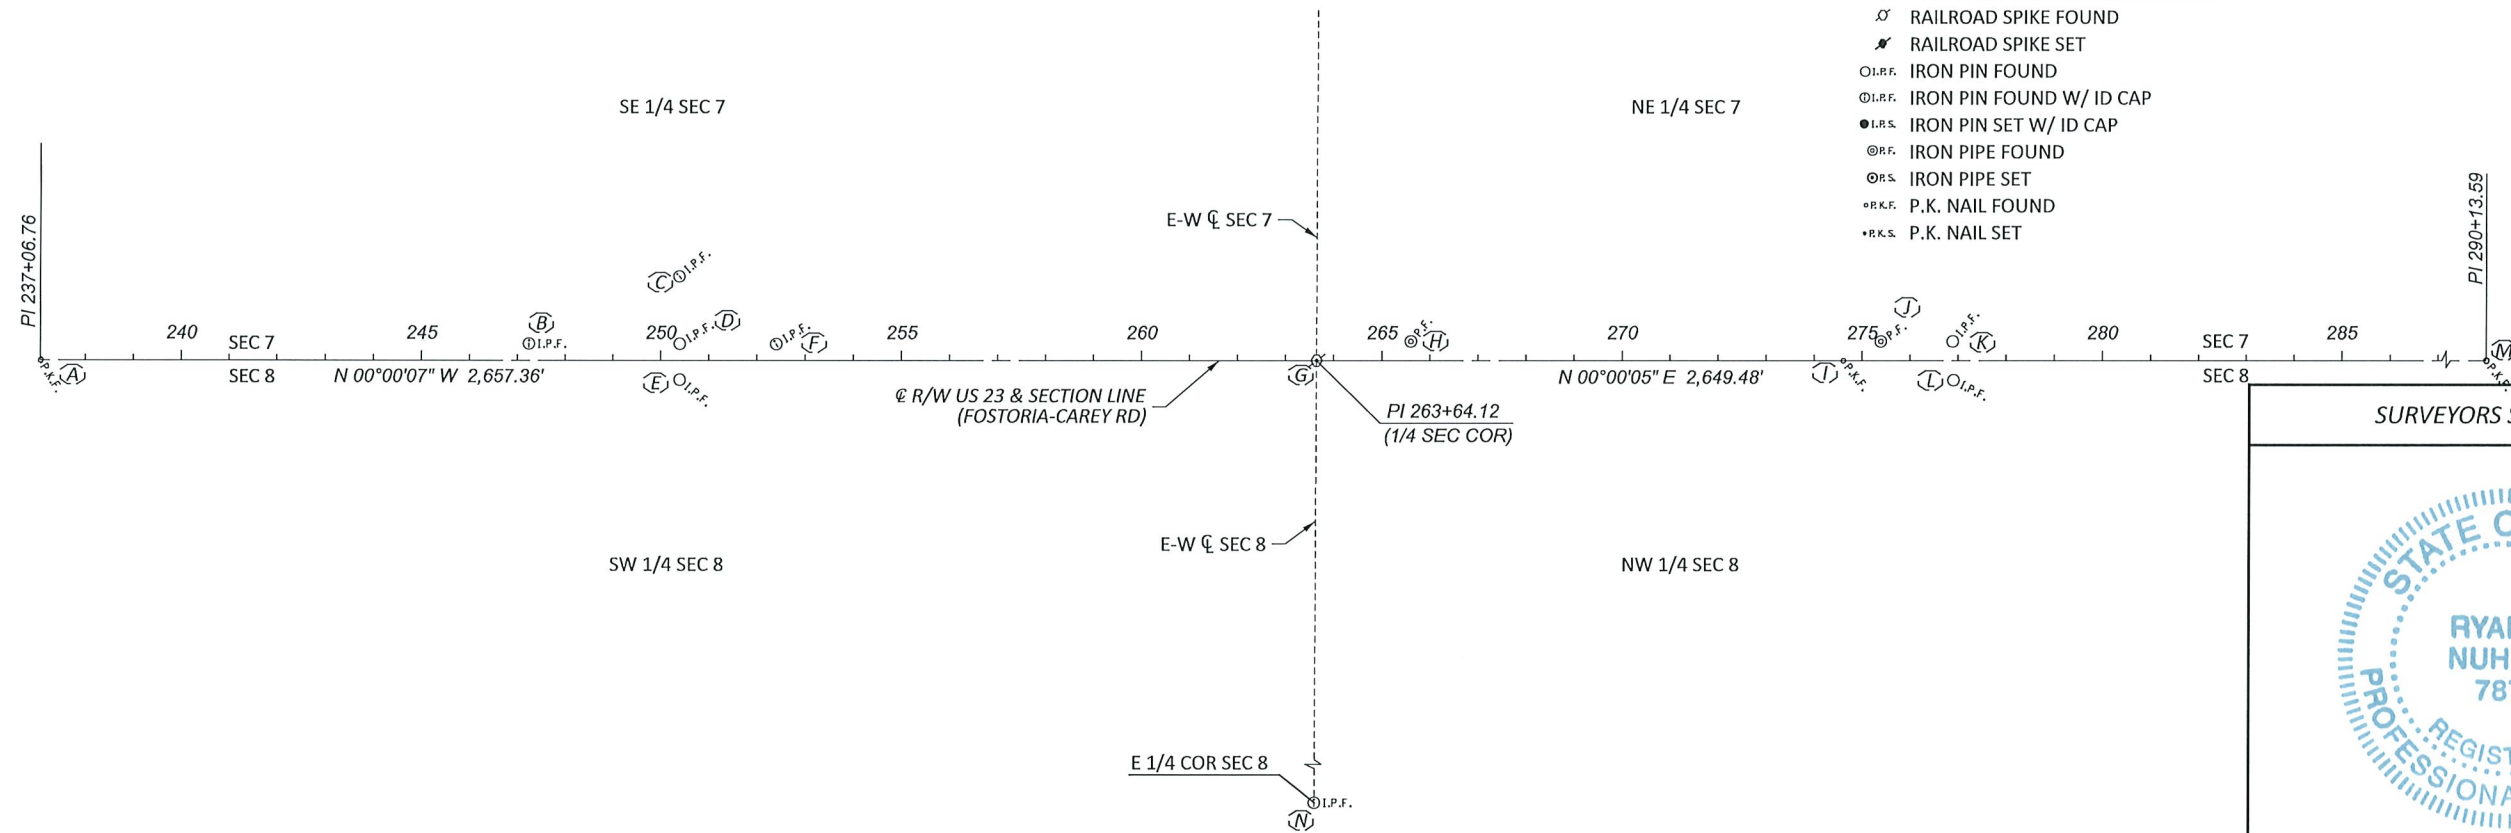 RAILROAD SPIKE FOUND
RAILROAD SPIKE SET
I.P.F. IRON PIN FOUND
I.P.F. IRON PIN FOUND W/ ID CAP
I.P.S. IRON PIN SET W/ ID CAP
P.F. IRON PIPE FOUND
P.S. IRON PIPE SET
P.K.F. P.K. NAIL FOUND
P.K.S. P.K. NAIL SET
SE 1/4 SEC 7
NE 1/4 SEC 7
PI 237+06.76
E-W ℄ SEC 7
PI 290+13.59
C I.P.F.
B I.P.F.
I.P.F. D
I.P.F. F
P.F. H
J
P.F.
I.P.F. K
240 245 250 255 260 265 270 275 280 285
SEC 7
SEC 7
P.K.F. A
SEC 8
N 00°00'07" W 2,657.36'
E I.P.F.
G
N 00°00'05" E 2,649.48'
I P.K.F.
L I.P.F.
SEC 8
M
P.K.F.
℄ R/W US 23 & SECTION LINE
(FOSTORIA-CAREY RD)
PI 263+64.12
(1/4 SEC COR)
SURVEYORS
E-W ℄ SEC 8
SW 1/4 SEC 8
NW 1/4 SEC 8
E 1/4 COR SEC 8
I.P.F.
N
STATE
PROFESSIONA